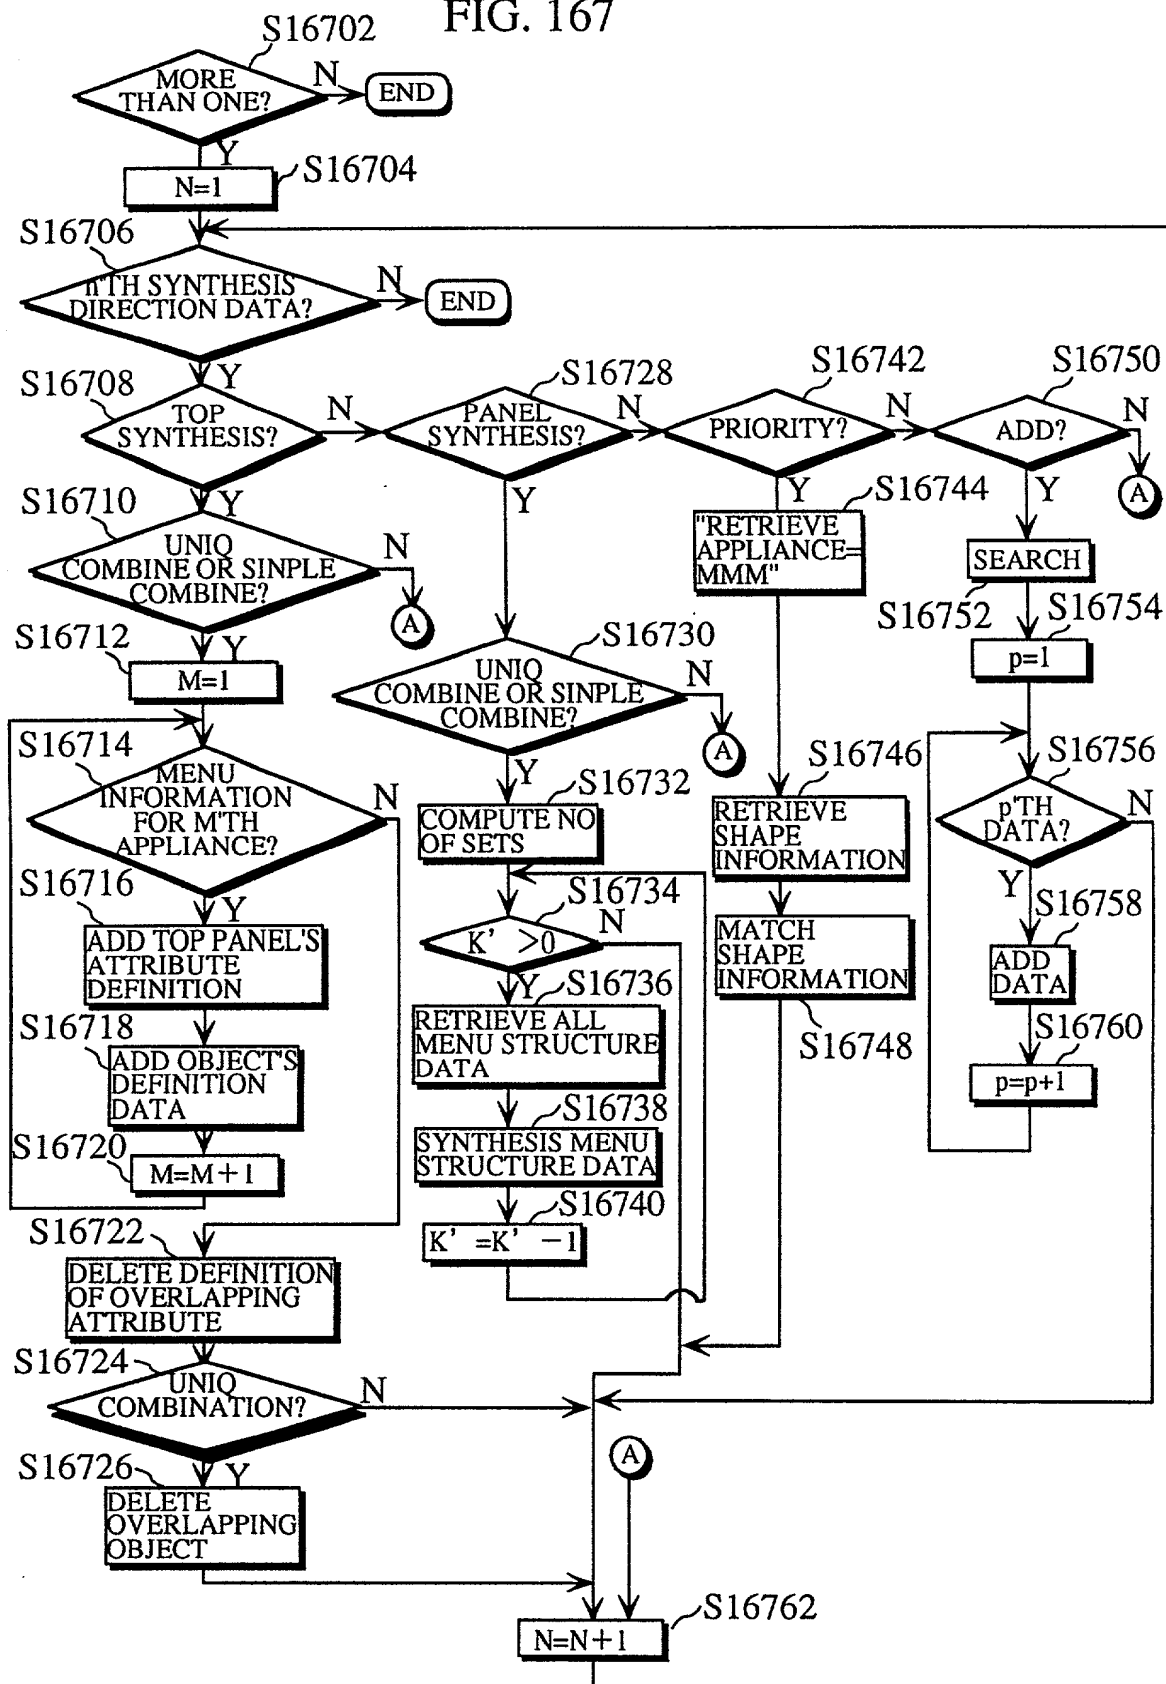 FIG. 167
S16702
MORE
THAN ONE?
N
END
Y
S16704
N=1
S16706
n'TH SYNTHESIS
DIRECTION DATA?
N
END
Y
S16708
TOP
SYNTHESIS?
N
S16728
PANEL
SYNTHESIS?
N
S16742
PRIORITY?
N
S16750
ADD?
N
A
Y
S16710
UNIQ
COMBINE OR SINPLE
COMBINE?
N
A
Y
S16712
M=1
S16714
MENU
INFORMATION
FOR M'TH
APPLIANCE?
N
Y
S16716
ADD TOP PANEL'S
ATTRIBUTE
DEFINITION
S16718
ADD OBJECT'S
DEFINITION
DATA
S16720
M=M+1
S16722
DELETE DEFINITION
OF OVERLAPPING
ATTRIBUTE
S16724
UNIQ
COMBINATION?
N
Y
S16726
DELETE
OVERLAPPING
OBJECT
Y
S16730
UNIQ
COMBINE OR SINPLE
COMBINE?
N
A
Y
S16732
COMPUTE NO
OF SETS
S16734
K' >0
N
Y
S16736
RETRIEVE ALL
MENU STRUCTURE
DATA
S16738
SYNTHESIS MENU
STRUCTURE DATA
S16740
K' =K' -1
Y
S16744
"RETRIEVE
APPLIANCE=
MMM"
S16746
RETRIEVE
SHAPE
INFORMATION
MATCH
SHAPE
INFORMATION
S16748
Y
SEARCH
S16752
S16754
p=1
S16756
p'TH
DATA?
N
Y
S16758
ADD
DATA
S16760
p=p+1
A
S16762
N=N+1